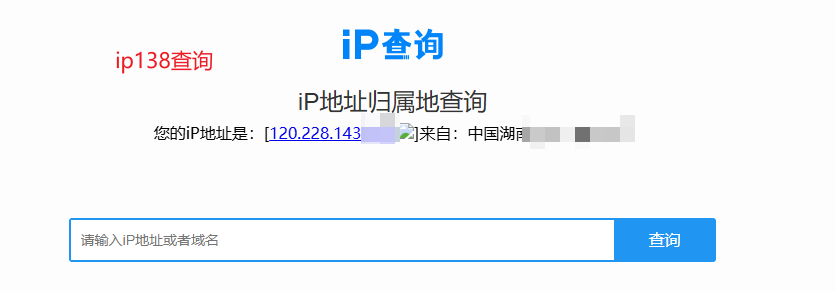 iP查询
ip138查询
iP地址归属地查询
您的iP地址是：[120.228.143 ]来自：中国湖南
请输入iP地址或者域名 查询